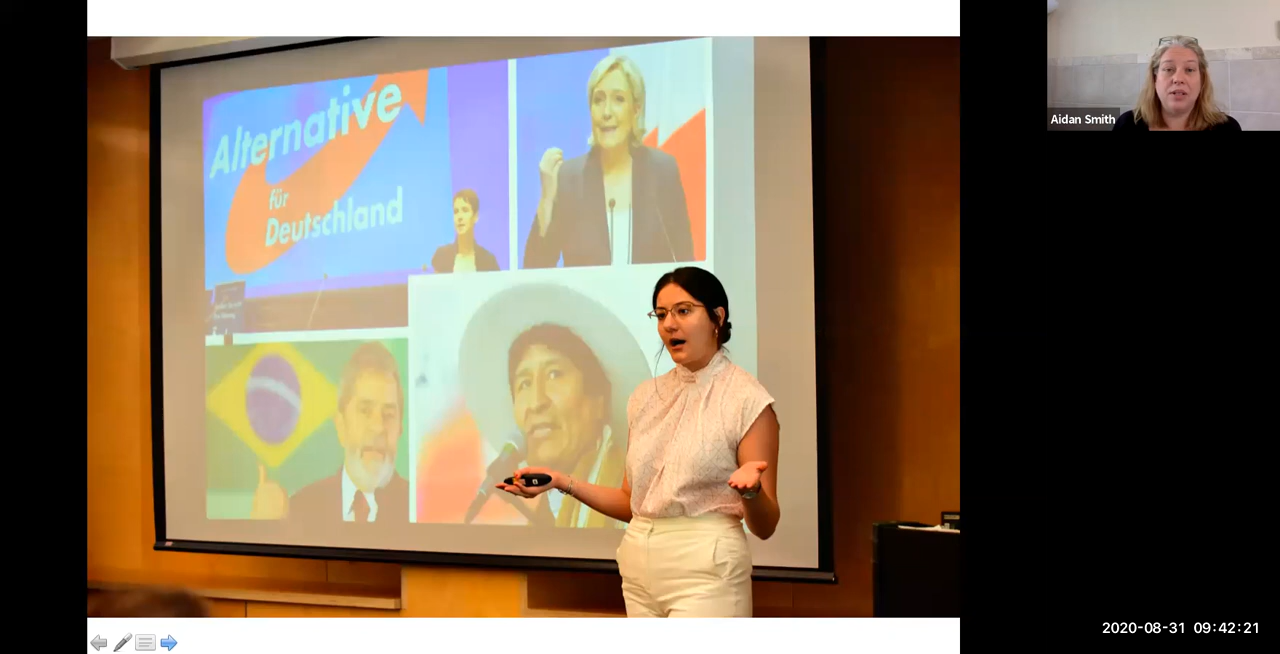 Alternative
für
Deutschland
Aidan Smith
2020-08-31 09:42:21